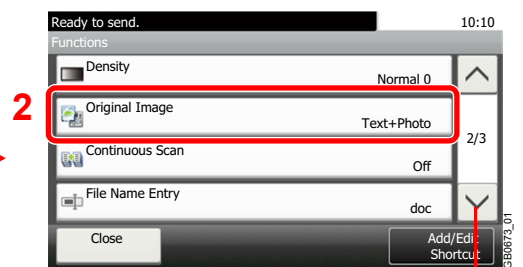 Ready to send.
10:10
Functions
Density
Normal 0
2
Original Image
Text+Photo
2/3
Continuous Scan
Off
File Name Entry
doc
Close
Add/Edit
Shortcut
GB0673_01